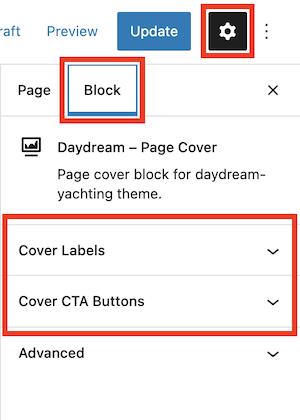 raft Preview Update
Page Block
Daydream – Page Cover
Page cover block for daydream-
yachting theme.
Cover Labels
Cover CTA Buttons
Advanced